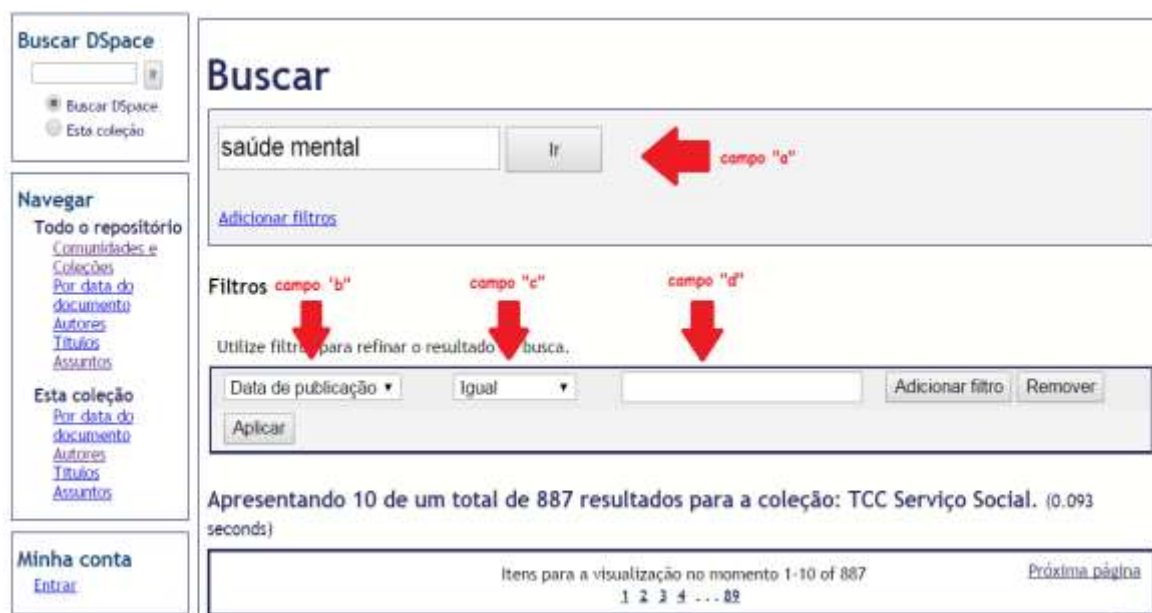 Buscar DSpace
Ir
Buscar DSpace
Esta coleção
Navegar
Todo o repositório
Comunidades e
Coleções
Por data do
documento
Autores
Títulos
Assuntos
Esta coleção
Por data do
documento
Autores
Títulos
Assuntos
Minha conta
Entrar
Buscar
saúde mental Ir campo "a"
Adicionar filtros
Filtros campo 'b" campo "c" campo "d"
Utilize filtros para refinar o resultado busca.
Data de publicação Igual Adicionar filtro Remover
Aplicar
Apresentando 10 de um total de 887 resultados para a coleção: TCC Serviço Social. (0.093
seconds)
Itens para a visualização no momento 1-10 of 887 Próxima página
1 2 3 4 ... 89